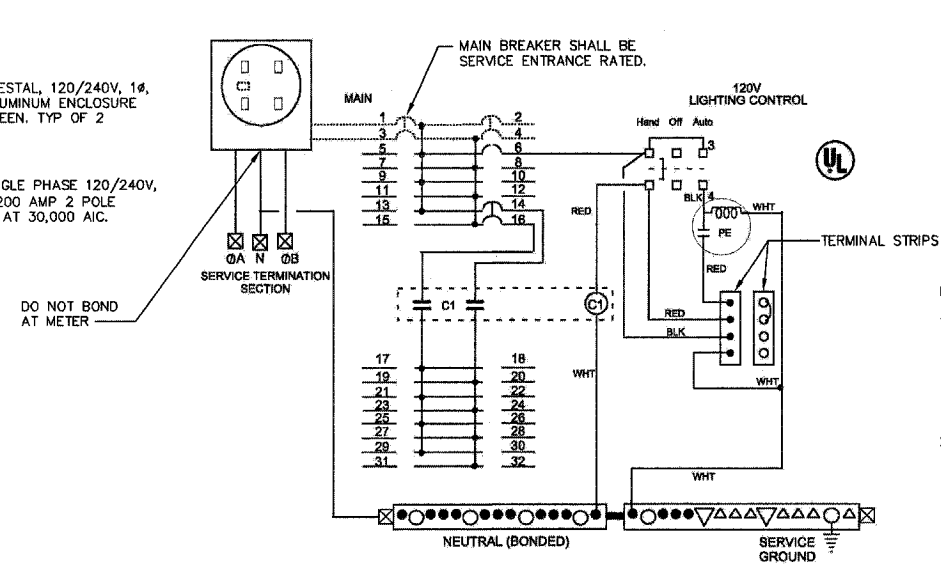 MAIN BREAKER SHALL BE
SERVICE ENTRANCE RATED.
ESTAL, 120/240V, 1ø,
UMINUM ENCLOSURE
EEN. TYP OF 2
GLE PHASE 120/240V,
200 AMP 2 POLE
AT 30,000 AIC.
DO NOT BOND
AT METER
ØA N ØB
SERVICE TERMINATION
SECTION
MAIN
1 2
3 4
5 6
7 8
9 10
11 12
13 14
15 16
120V
LIGHTING CONTROL
Hand Off Auto
3
UL
BLK 4
WHT
PE
RED
RED
TERMINAL STRIPS
C1
C1
RED
BLK
WHT
WHT
17 18
19 20
21 22
23 24
25 26
27 28
29 30
31 32
WHT
NEUTRAL (BONDED)
SERVICE
GROUND